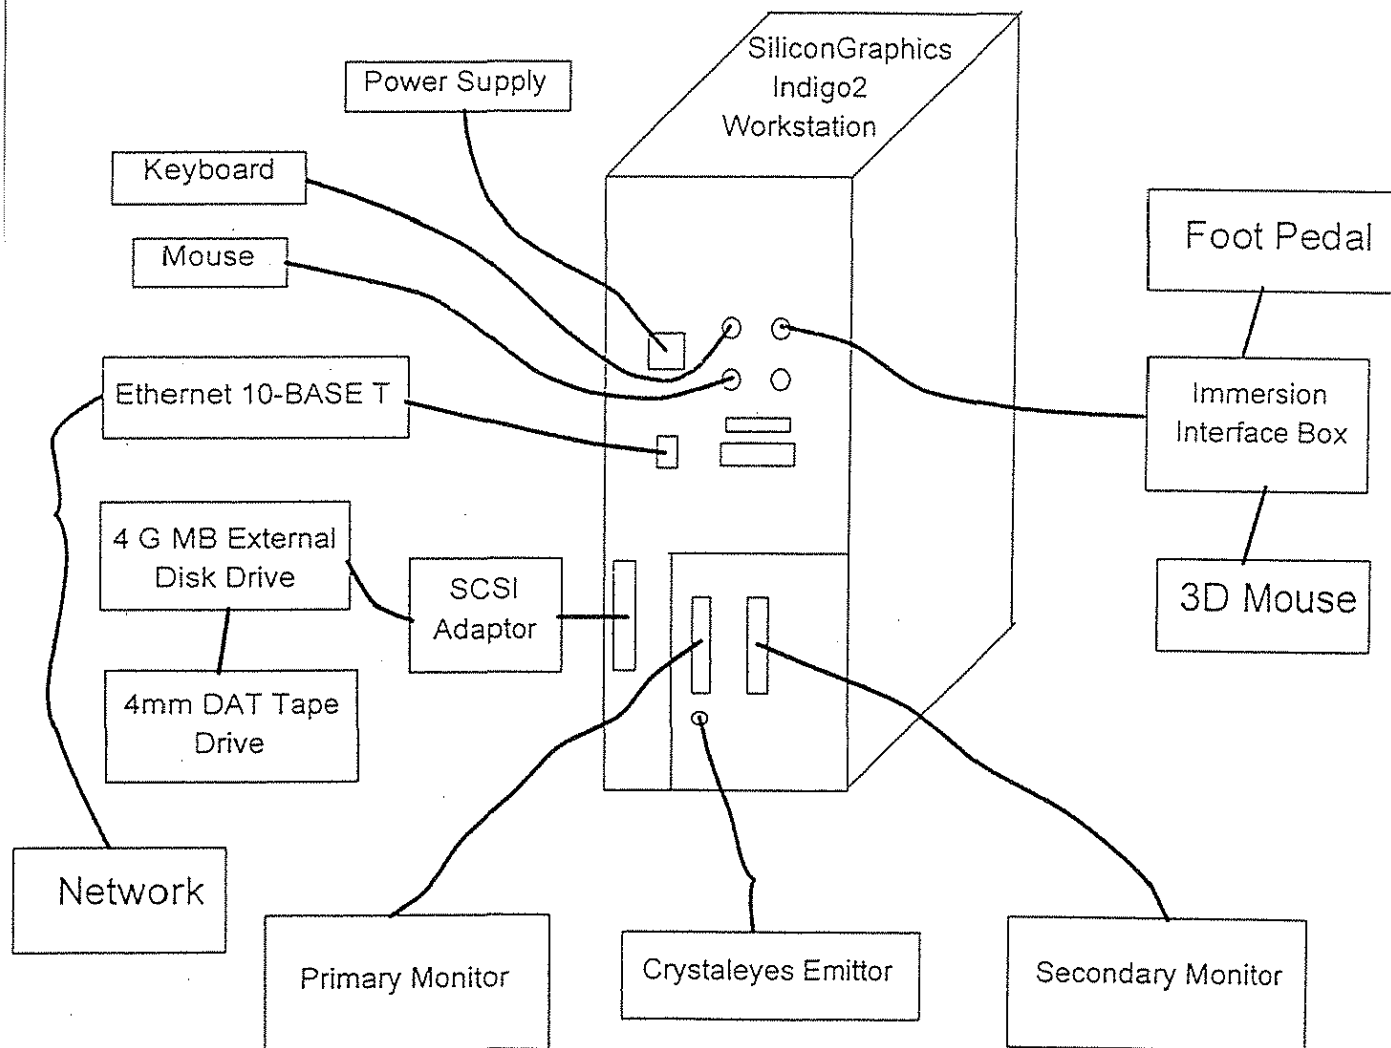 SiliconGraphics
Indigo2
Workstation
Power Supply
Keyboard
Mouse
Foot Pedal
Ethernet 10-BASE T
Immersion
Interface Box
4 G MB External
Disk Drive
SCSI
Adaptor
3D Mouse
4mm DAT Tape
Drive
Network
Primary Monitor
Crystaleyes Emittor
Secondary Monitor